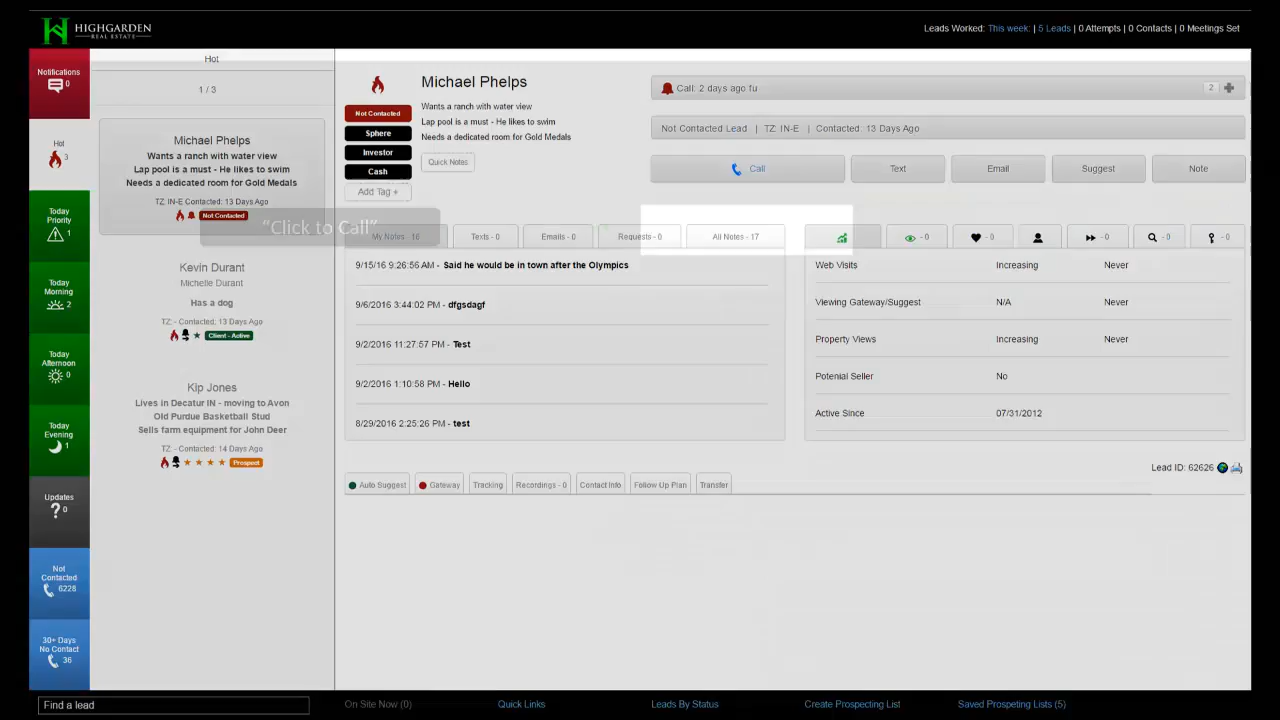 HIGHGARDEN
REAL ESTATE
Leads Worked: This week: | 5 Leads | 0 Attempts | 0 Contacts | 0 Meetings Set
Notifications
0
Hot
3
Today
Priority
1
Today
Morning
2
Today
Afternoon
0
Today
Evening
1
Updates
0
Not
Contacted
6228
30+ Days
No Contact
36
Hot
1 / 3
Michael Phelps
Wants a ranch with water view
Lap pool is a must - He likes to swim
Needs a dedicated room for Gold Medals
TZ: IN-E Contacted: 13 Days Ago
Not Contacted
"Click to Call"
Kevin Durant
Michelle Durant
Has a dog
TZ: - Contacted: 13 Days Ago
Client - Active
Kip Jones
Lives in Decatur IN - moving to Avon
Old Purdue Basketball Stud
Sells farm equipment for John Deer
TZ: - Contacted: 14 Days Ago
Prospect
Not Contacted
Sphere
Investor
Cash
Add Tag +
Michael Phelps
Wants a ranch with water view
Lap pool is a must - He likes to swim
Needs a dedicated room for Gold Medals
Quick Notes
Call: 2 days ago fu
2
Not Contacted Lead | TZ: IN-E | Contacted: 13 Days Ago
Call
Text
Email
Suggest
Note
My Notes - 10
Texts - 0
Emails - 0
Requests - 0
All Notes - 17
- 0
- 0
- 0
- 0
- 0
9/15/16 9:26:56 AM - Said he would be in town after the Olympics
9/6/2016 3:44:02 PM - dfgsdagf
9/2/2016 11:27:57 PM - Test
9/2/2016 1:10:58 PM - Hello
8/29/2016 2:25:26 PM - test
Web Visits Increasing Never
Viewing Gateway/Suggest N/A Never
Property Views Increasing Never
Potenial Seller No
Active Since 07/31/2012
Lead ID: 62626
Auto Suggest
Gateway
Tracking
Recordings - 0
Contact Info
Follow Up Plan
Transfer
Find a lead
On Site Now (0)
Quick Links
Leads By Status
Create Prospecting List
Saved Prospeting Lists (5)